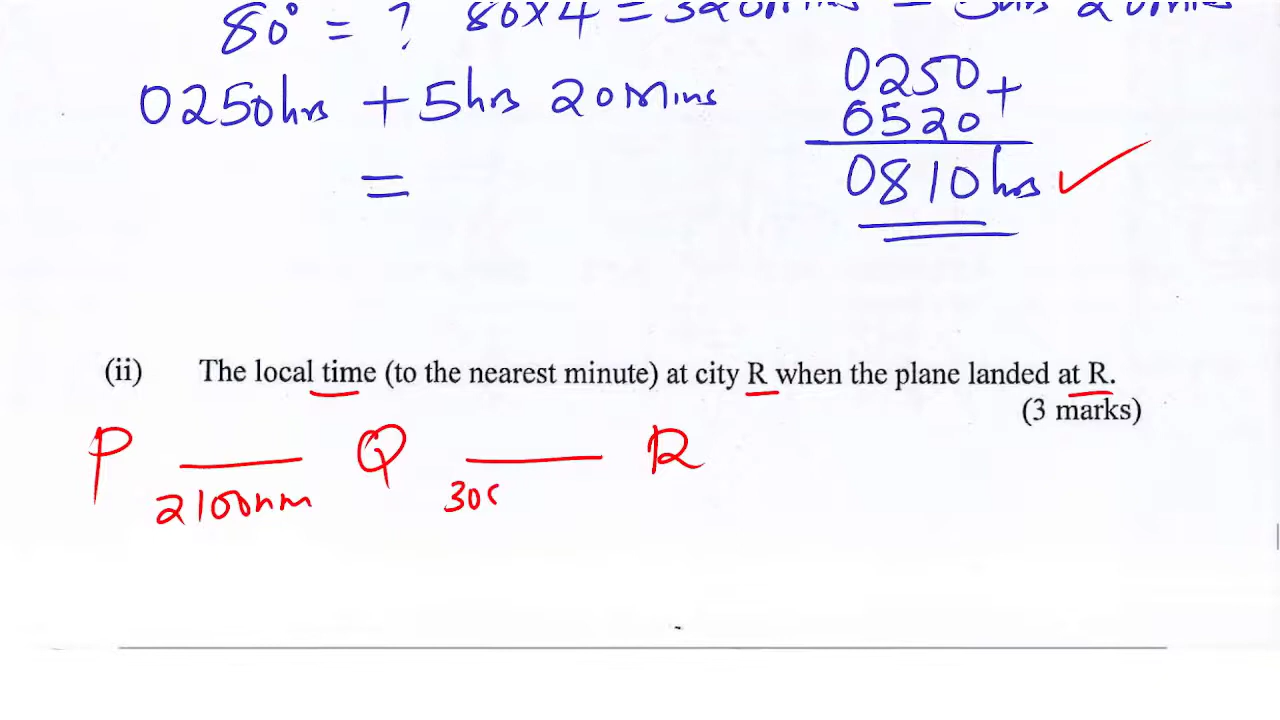 80° = ? 80 x 4 = 320mins = 5hrs 20mins
0250hrs + 5hrs 20Mins
=
0250 +
0520
0810hrs ✓
(ii) The local time (to the nearest minute) at city R when the plane landed at R.
(3 marks)
P Q R
2100nm 300